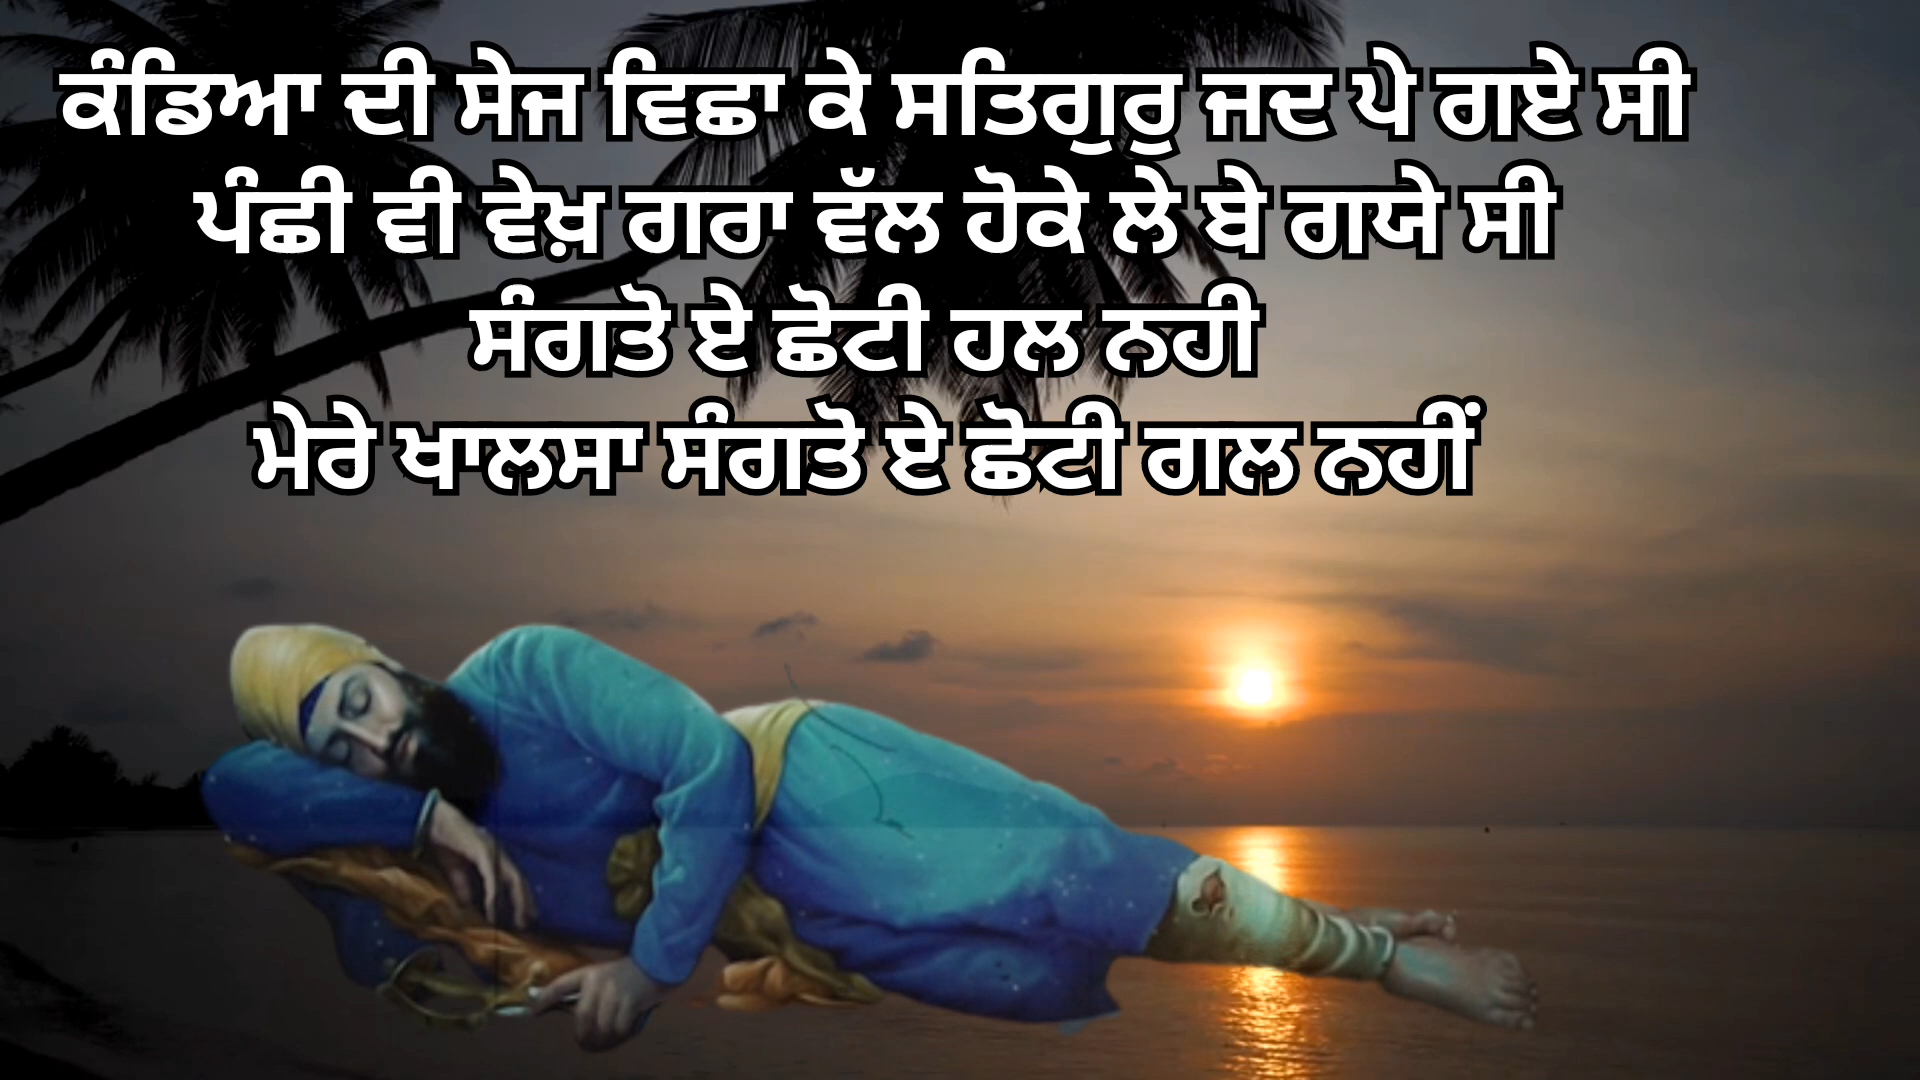 ਕੰਡਿਆ ਦੀ ਸੇਜ ਵਿਛਾ ਕੇ ਸਤਿਗੁਰੁ ਜਦ ਪੇ ਗਏ ਸੀ
ਪੰਛੀ ਵੀ ਵੇਖ਼ ਗਰਾ ਵੱਲ ਹੋਕੇ ਲੇ ਬੇ ਗਯੇ ਸੀ
ਸੰਗਤੋ ਏ ਛੋਟੀ ਹਲ ਨਹੀ
ਮੇਰੇ ਖਾਲਸਾ ਸੰਗਤੋ ਏ ਛੋਟੀ ਗਲ ਨਹੀਂ